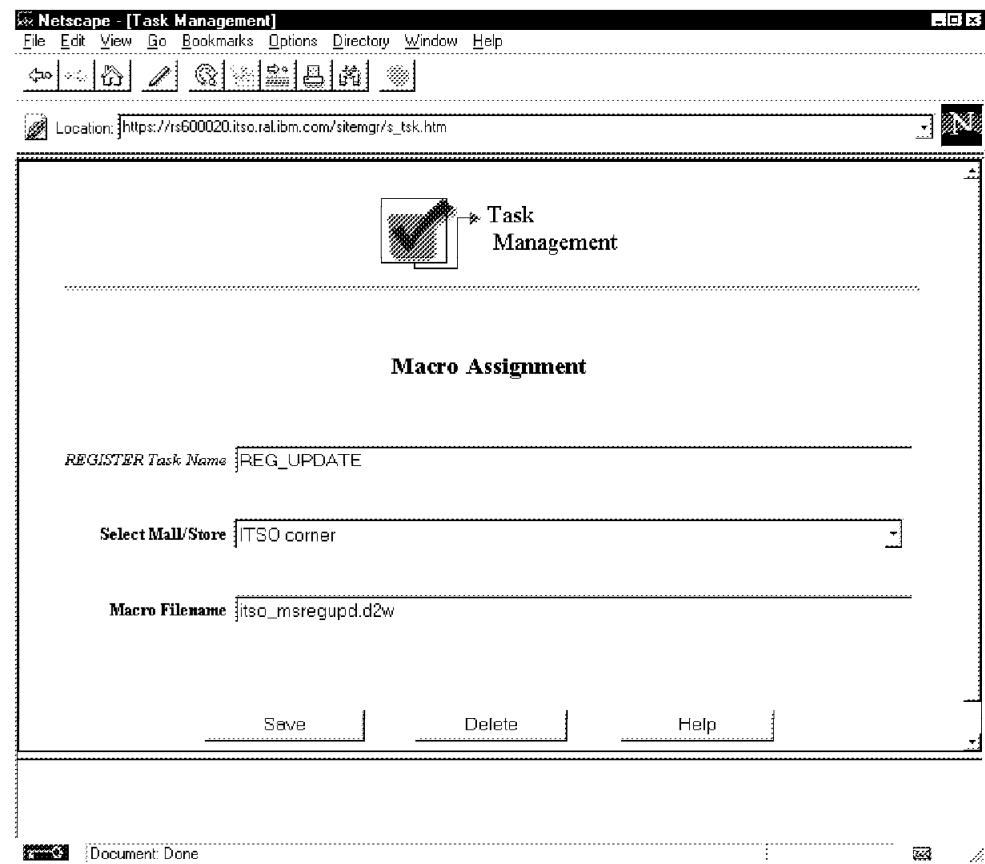 Netscape - [Task Management]
File Edit View Go Bookmarks Options Directory Window Help
Location: https://rs600020.itso.ral.ibm.com/sitemgr/s_tsk.htm
N
Task
Management
Macro Assignment
REGISTER Task Name REG_UPDATE
Select Mall/Store ITSO corner
Macro Filename itso_msregupd.d2w
Save Delete Help
Document: Done